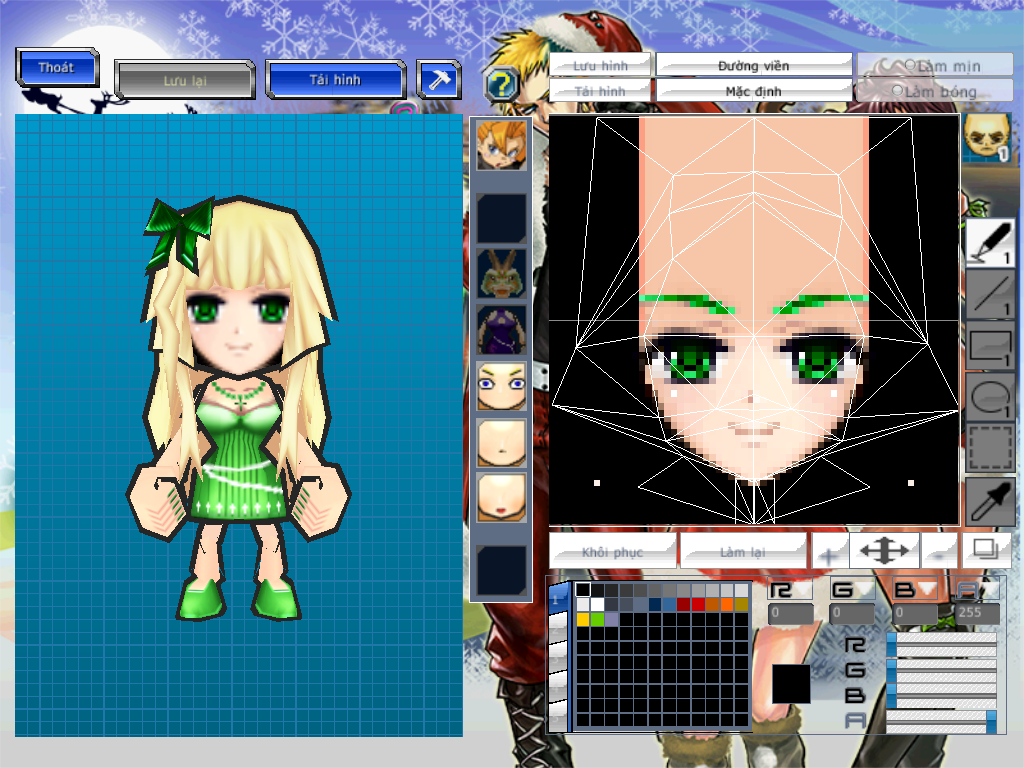 Thoát
Lưu lại
Tải hình
?
Lưu hình
Đường viền
Làm mịn
Tải hình
Mặc định
Làm bóng
1
1
1
1
1
Khôi phục
Làm lại
+
-
1
R G B A
0 0 0 255
R
G
B
A